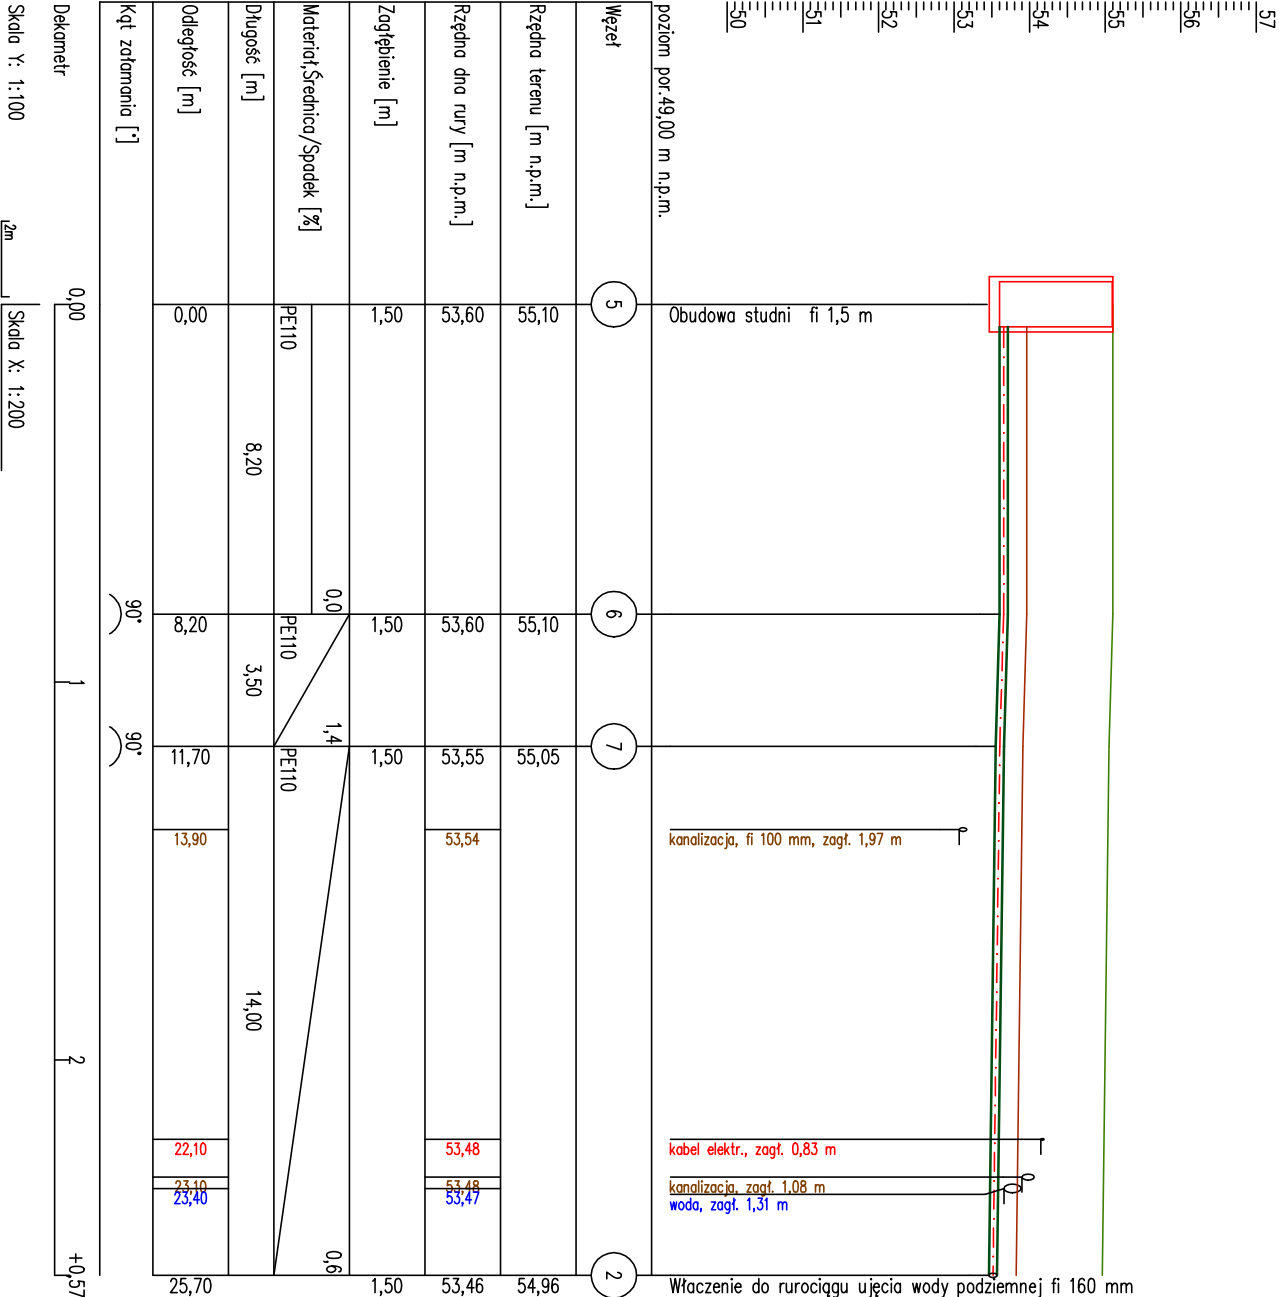 50 51 52 53 54 55 56 57
poziom por.49,00 m n.p.m.
Węzeł 5 6 7 2
Rzędna terenu [m n.p.m.] 55,10 55,10 55,05 54,96
Rzędna dna rury [m n.p.m.] 53,60 53,60 53,55 53,54 53,48 53,48 53,47 53,46
Zagłębienie [m] 1,50 1,50 1,50 1,50
Materiał,Średnica/Spadek [%] PE110 0,0 PE110 1,4 PE110 0,6
Długość [m] 8,20 3,50 14,00
Odległość [m] 0,00 8,20 11,70 13,90 22,10 23,10 23,40 25,70
Kąt załamania [°] 90° 90°
Dekametr 0,00 1 2 +0,57
Skala Y: 1:100
2m
Skala X: 1:200
Obudowa studni fi 1,5 m
kanalizacja, fi 100 mm, zagł. 1,97 m
kabel elektr., zagł. 0,83 m
kanalizacja, zagł. 1,08 m
woda, zagł. 1,31 m
Włączenie do rurociągu ujęcia wody podziemnej fi 160 mm